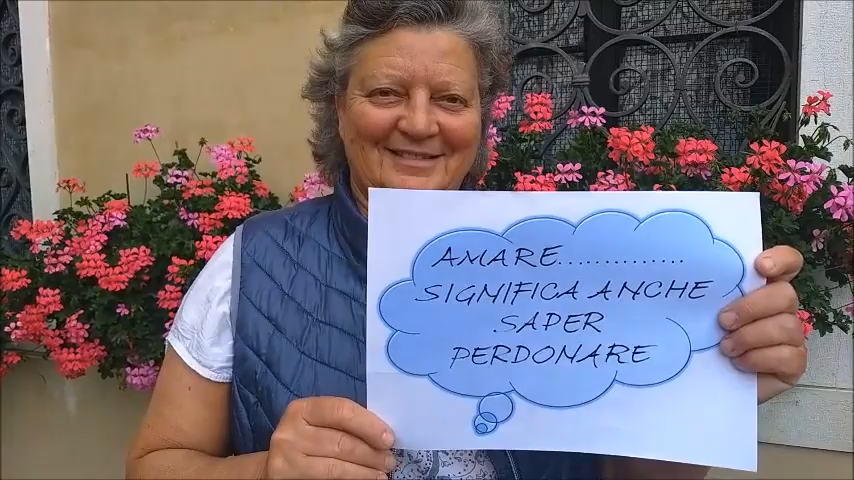 AMARE..................
SIGNIFICA ANCHE
SAPER
PERDONARE